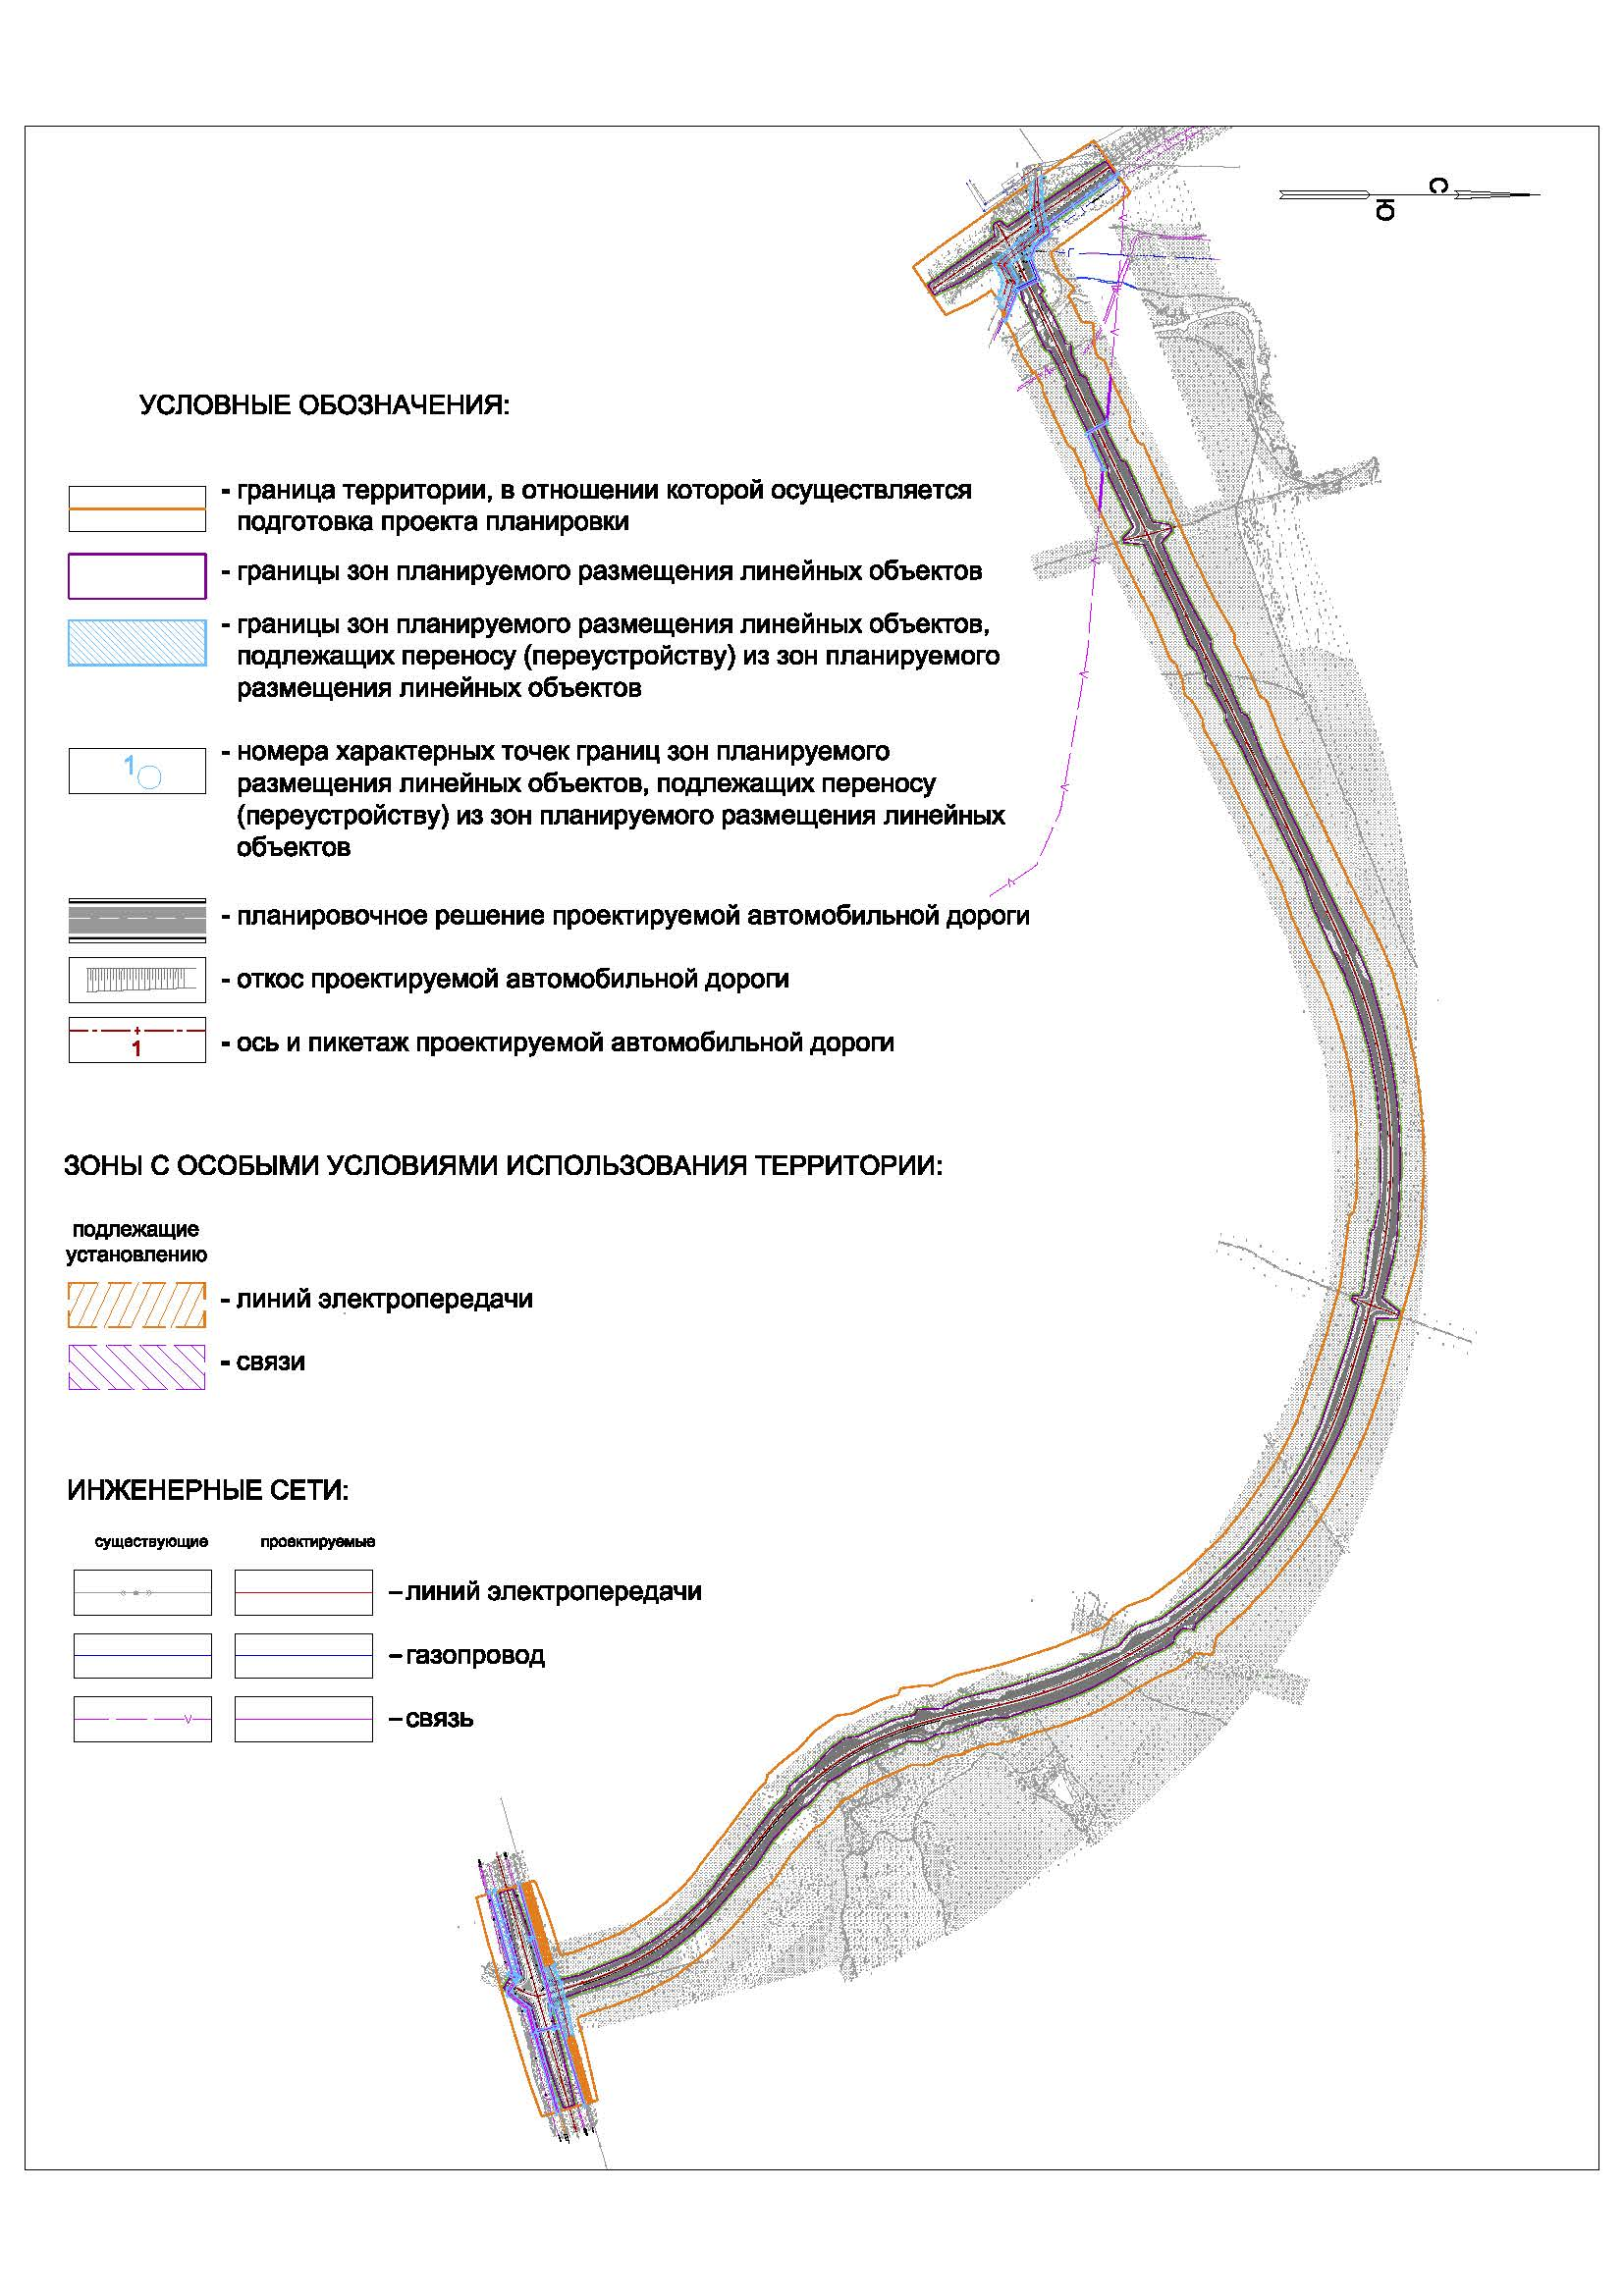 С
Ю
УСЛОВНЫЕ ОБОЗНАЧЕНИЯ:
- граница территории, в отношении которой осуществляется
подготовка проекта планировки
- границы зон планируемого размещения линейных объектов
- границы зон планируемого размещения линейных объектов,
подлежащих переносу (переустройству) из зон планируемого
размещения линейных объектов
1
- номера характерных точек границ зон планируемого
размещения линейных объектов, подлежащих переносу
(переустройству) из зон планируемого размещения линейных
объектов
- планировочное решение проектируемой автомобильной дороги
- откос проектируемой автомобильной дороги
1
- ось и пикетаж проектируемой автомобильной дороги
ЗОНЫ С ОСОБЫМИ УСЛОВИЯМИ ИСПОЛЬЗОВАНИЯ ТЕРРИТОРИИ:
подлежащие
установлению
- линий электропередачи
- связи
ИНЖЕНЕРНЫЕ СЕТИ:
существующие проектируемые
– линий электропередачи
– газопровод
V
– связь